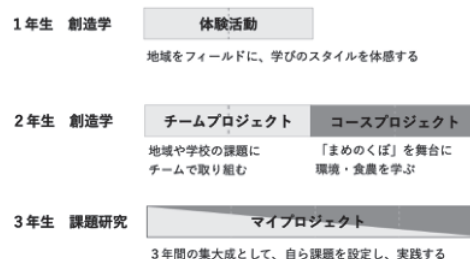 1年生 創造学 体験活動
地域をフィールドに、学びのスタイルを体感する
2年生 創造学 チームプロジェクト コースプロジェクト
地域や学校の課題に 「まめのくぼ」を舞台に
チームで取り組む 環境・食農を学ぶ
3年生 課題研究 マイプロジェクト
3年間の集大成として、自ら課題を設定し、実践する